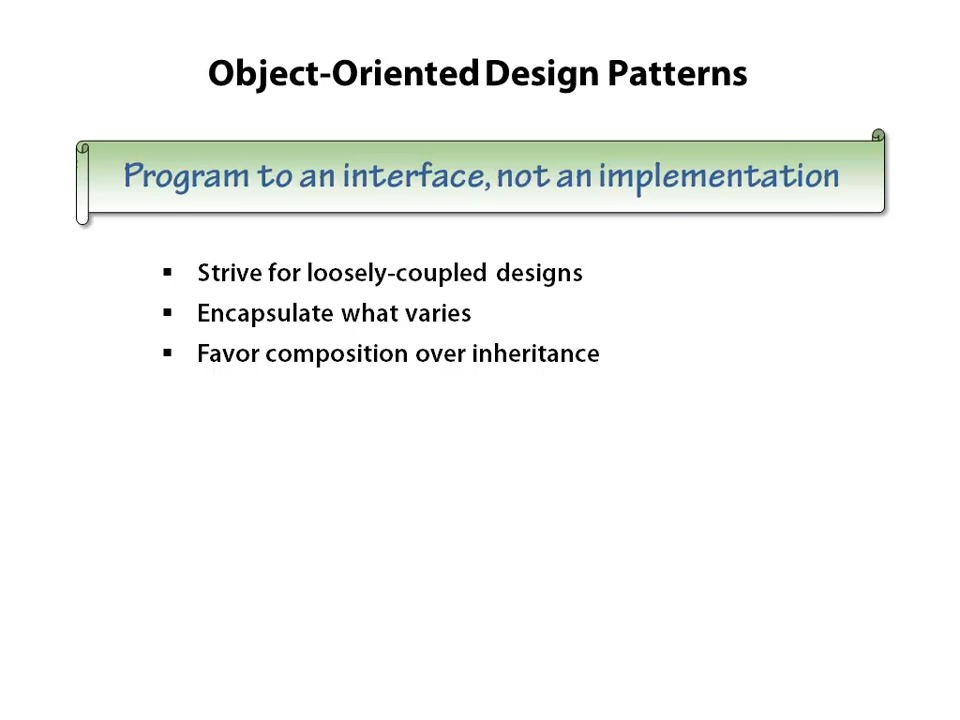 Object-Oriented Design Patterns
Program to an interface, not an implementation
▪ Strive for loosely-coupled designs
▪ Encapsulate what varies
▪ Favor composition over inheritance